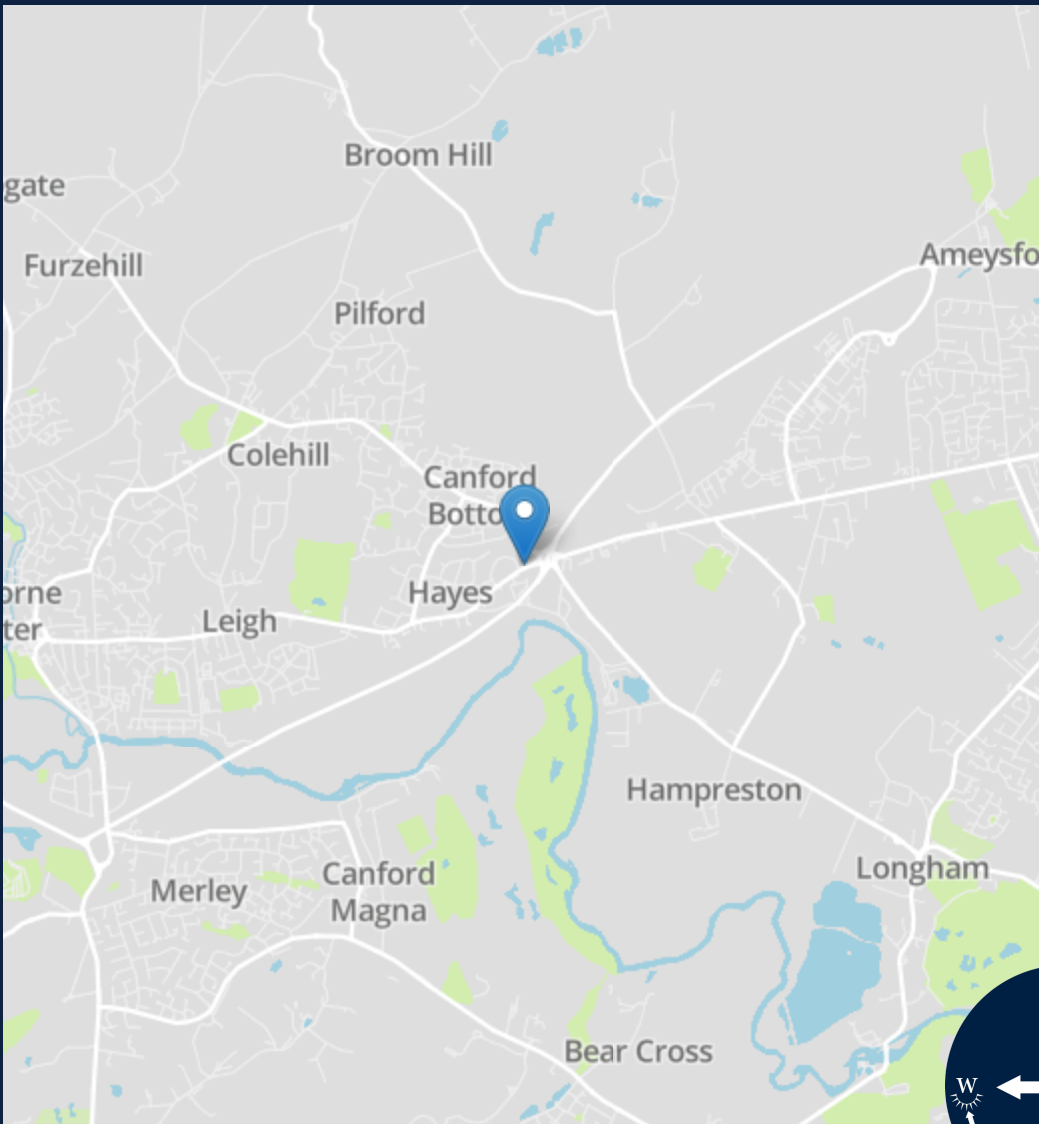 Broom Hill
gate
Furzehill
Ameysfo
Pilford
Colehill
Canford
Botto
orne
ter
Hayes
Leigh
Hampreston
Merley
Canford
Magna
Longham
Bear Cross
W